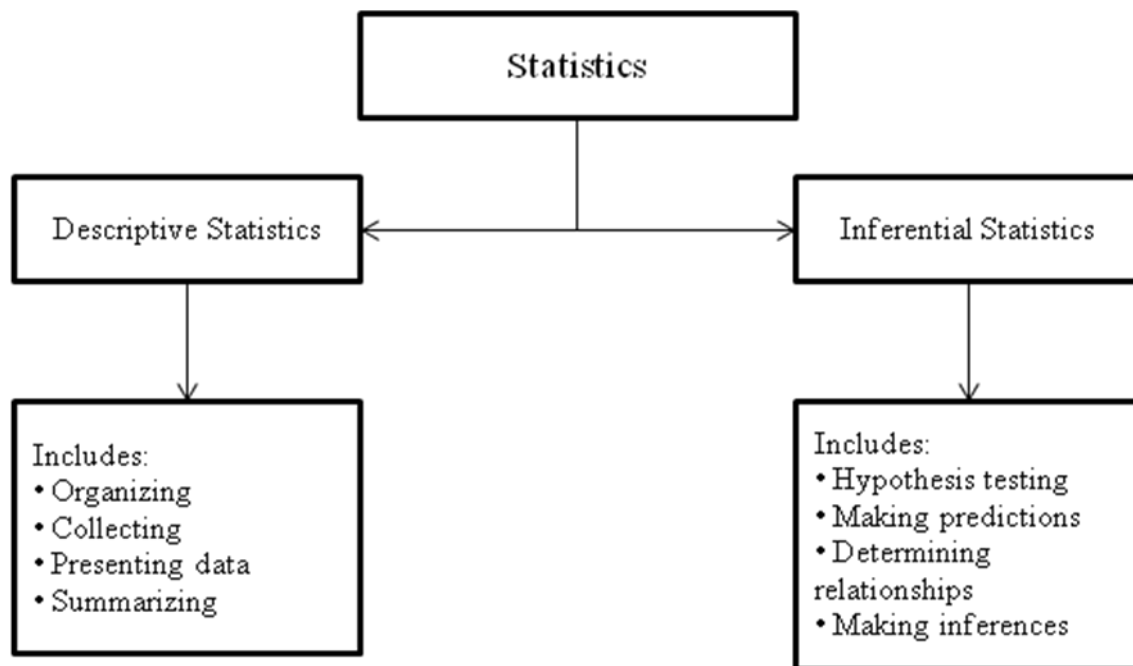 Statistics
Descriptive Statistics
Inferential Statistics
Includes:
• Organizing
• Collecting
• Presenting data
• Summarizing
Includes:
• Hypothesis testing
• Making predictions
• Determining
relationships
• Making inferences